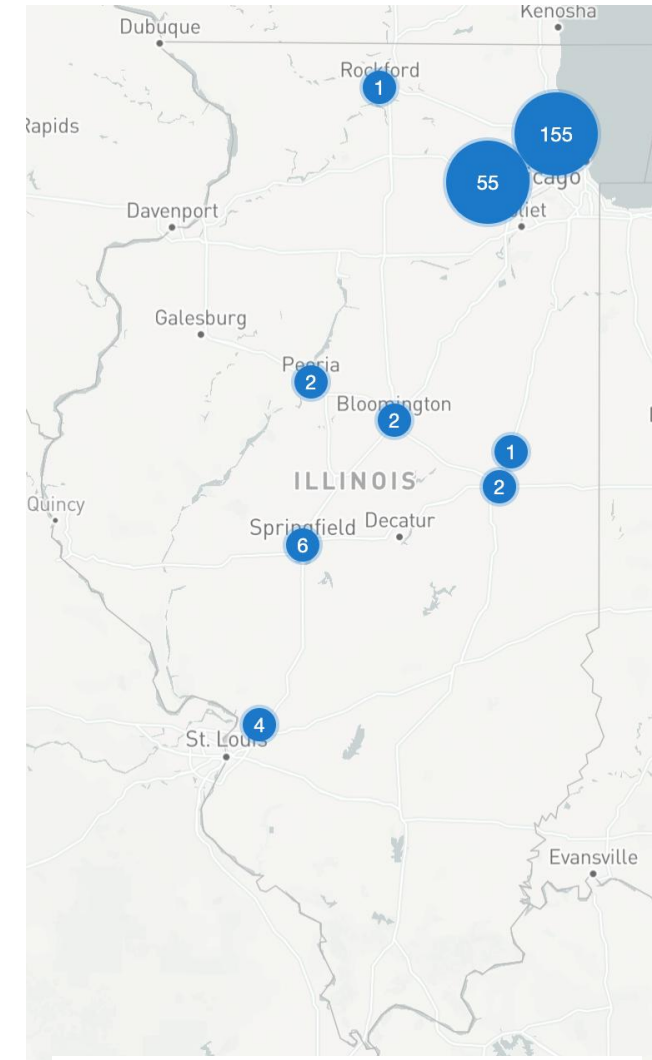 Kenosha
Dubuque
Rockford
1
Rapids
155
55
cago
liet
Davenport
Galesburg
Peoria
2
Bloomington
2
1
ILLINOIS
2
Quincy
Springfield
Decatur
6
4
St. Louis
Evansville